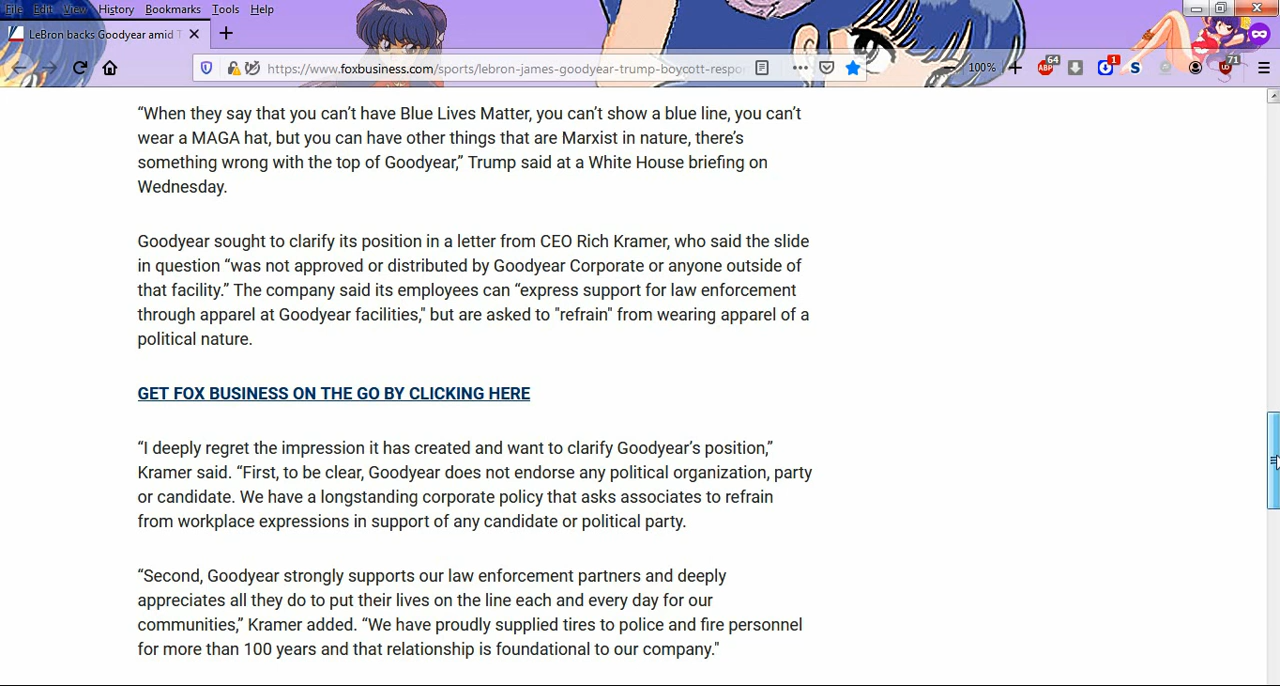 File Edit View History Bookmarks Tools Help
LeBron backs Goodyear amid T
https://www.foxbusiness.com/sports/lebron-james-goodyear-trump-boycott-respo
100%
64
1
S
71
“When they say that you can’t have Blue Lives Matter, you can’t show a blue line, you can’t
wear a MAGA hat, but you can have other things that are Marxist in nature, there’s
something wrong with the top of Goodyear,” Trump said at a White House briefing on
Wednesday.
Goodyear sought to clarify its position in a letter from CEO Rich Kramer, who said the slide
in question “was not approved or distributed by Goodyear Corporate or anyone outside of
that facility.” The company said its employees can “express support for law enforcement
through apparel at Goodyear facilities," but are asked to "refrain" from wearing apparel of a
political nature.
GET FOX BUSINESS ON THE GO BY CLICKING HERE
“I deeply regret the impression it has created and want to clarify Goodyear’s position,”
Kramer said. “First, to be clear, Goodyear does not endorse any political organization, party
or candidate. We have a longstanding corporate policy that asks associates to refrain
from workplace expressions in support of any candidate or political party.
“Second, Goodyear strongly supports our law enforcement partners and deeply
appreciates all they do to put their lives on the line each and every day for our
communities,” Kramer added. “We have proudly supplied tires to police and fire personnel
for more than 100 years and that relationship is foundational to our company."